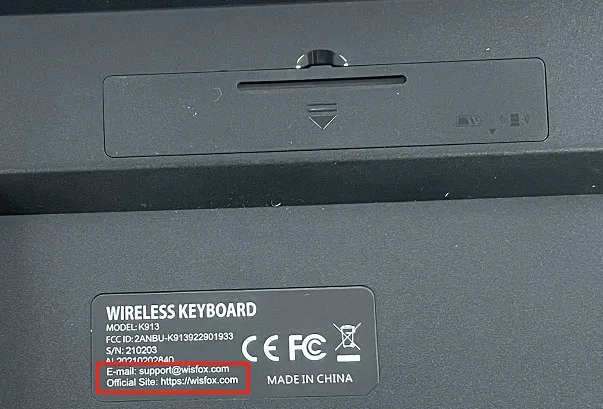 WIRELESS KEYBOARD
MODEL: K913
FCC ID: 2ANBU-K913922901933
S/N: 210203
AL20210202840
E-mail: support@wisfox.com
Official Site: https://wisfox.com
CE FC
MADE IN CHINA